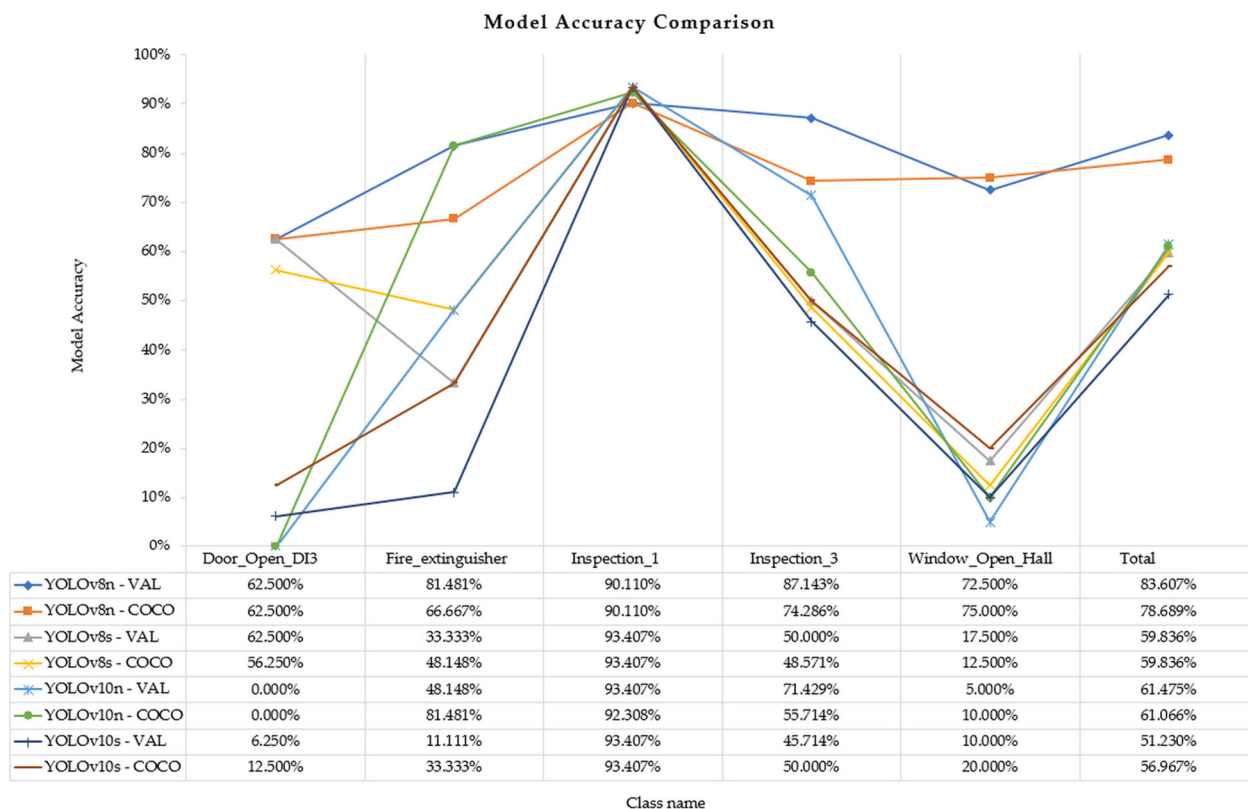 Model Accuracy Comparison
100%
90%
80%
70%
60%
50%
40%
30%
20%
10%
0%
Model Accuracy
Door_Open_DI3 Fire_extinguisher Inspection_1 Inspection_3 Window_Open_Hall Total
YOLOv8n - VAL 62.500% 81.481% 90.110% 87.143% 72.500% 83.607%
YOLOv8n - COCO 62.500% 66.667% 90.110% 74.286% 75.000% 78.689%
YOLOv8s - VAL 62.500% 33.333% 93.407% 50.000% 17.500% 59.836%
YOLOv8s - COCO 56.250% 48.148% 93.407% 48.571% 12.500% 59.836%
YOLOv10n - VAL 0.000% 48.148% 93.407% 71.429% 5.000% 61.475%
YOLOv10n - COCO 0.000% 81.481% 92.308% 55.714% 10.000% 61.066%
YOLOv10s - VAL 6.250% 11.111% 93.407% 45.714% 10.000% 51.230%
YOLOv10s - COCO 12.500% 33.333% 93.407% 50.000% 20.000% 56.967%
Class name